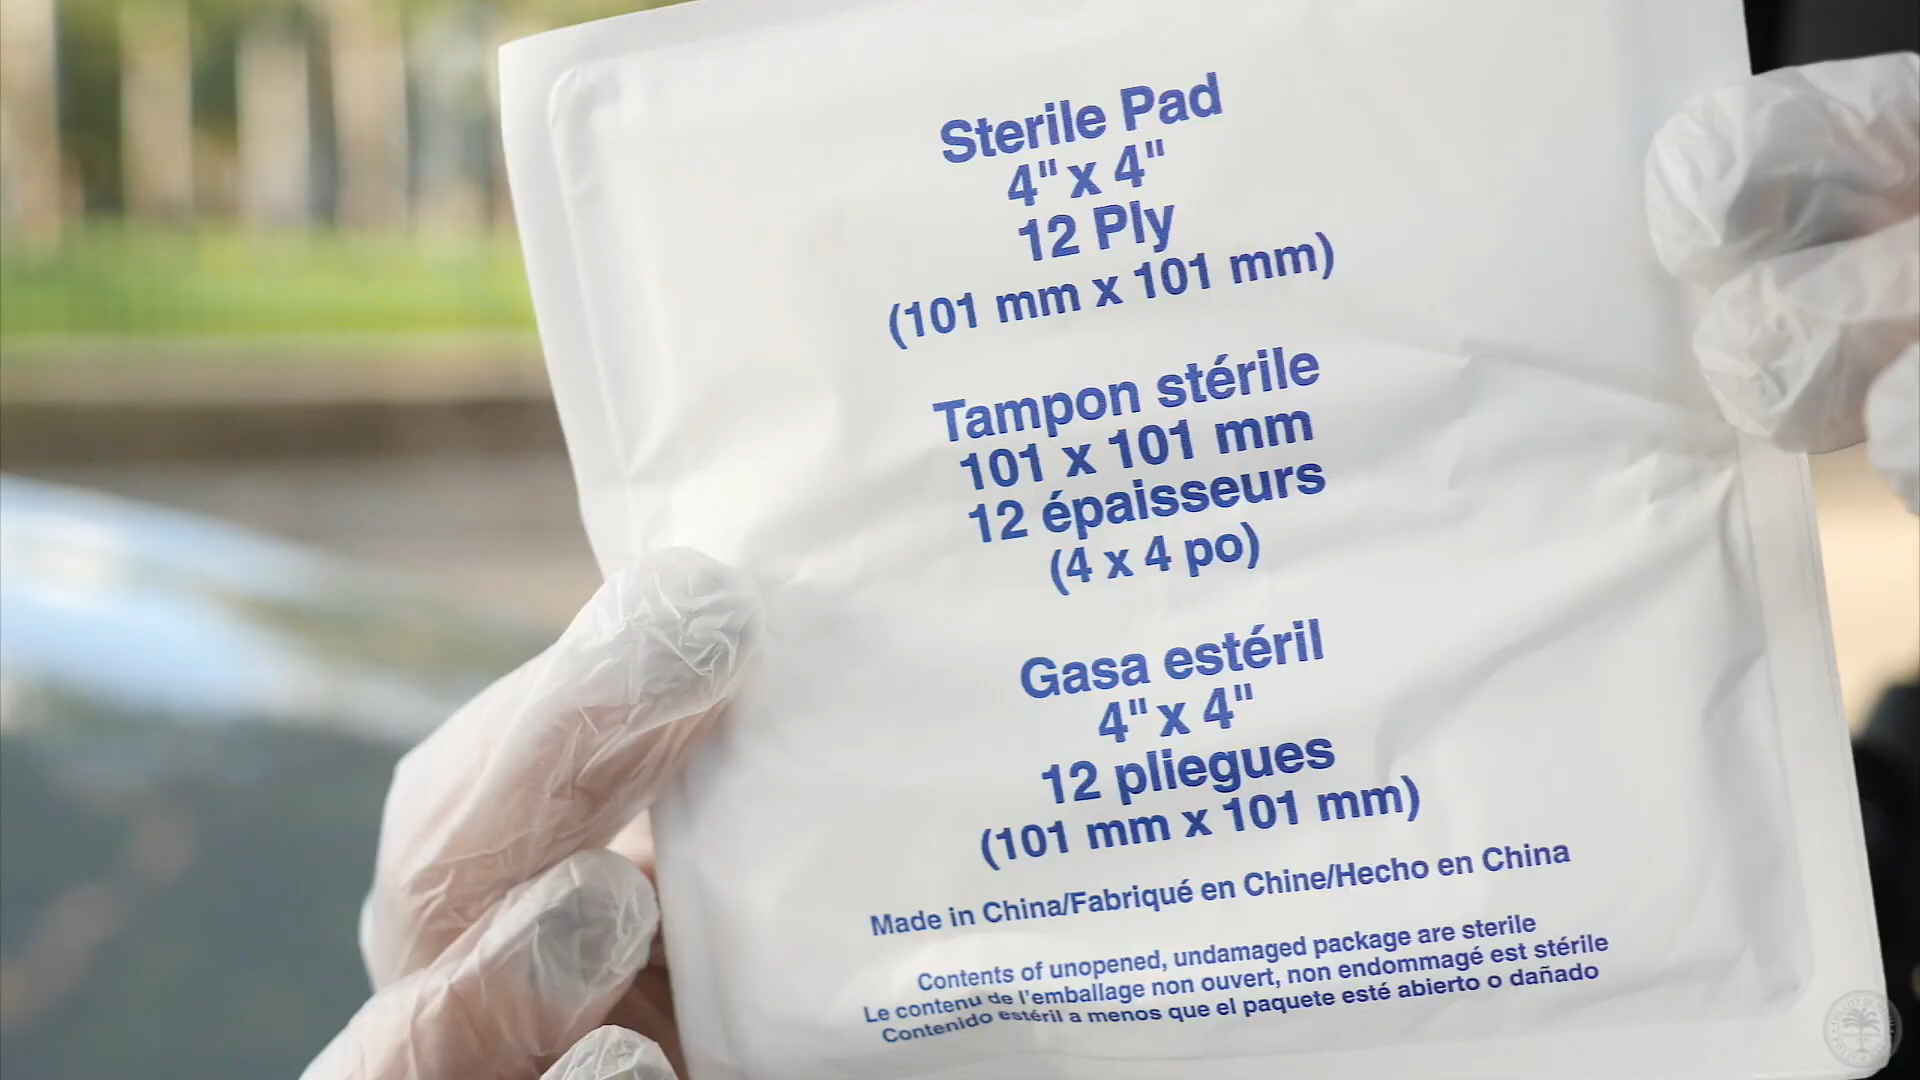 Sterile Pad
4" x 4"
12 Ply
(101 mm x 101 mm)
Tampon stérile
101 x 101 mm
12 épaisseurs
(4 x 4 po)
Gasa estéril
4" x 4"
12 pliegues
(101 mm x 101 mm)
Made in China/Fabriqué en Chine/Hecho en China
Contents of unopened, undamaged package are sterile
Le contenu de l'emballage non ouvert, non endommagé est stérile
Contenido estéril a menos que el paquete esté abierto o dañado